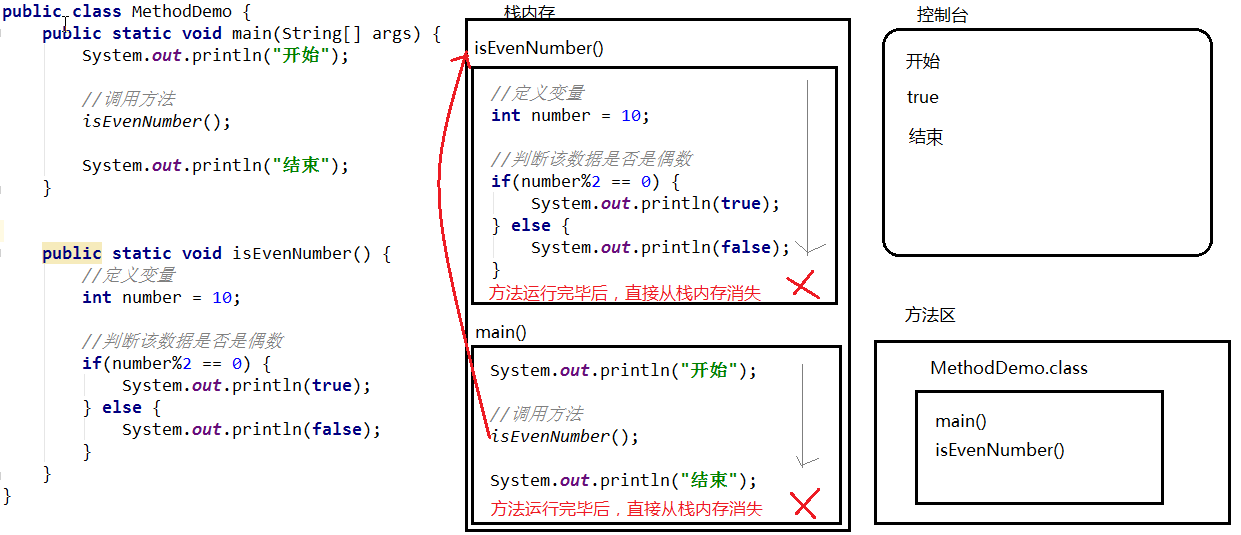 public class MethodDemo {
public static void main(String[] args) {
System.out.println("开始");
//调用方法
isEvenNumber();
System.out.println("结束");
}
public static void isEvenNumber() {
//定义变量
int number = 10;
//判断该数据是否是偶数
if(number%2 == 0) {
System.out.println(true);
} else {
System.out.println(false);
}
}
}
栈内存
isEvenNumber()
//定义变量
int number = 10;
//判断该数据是否是偶数
if(number%2 == 0) {
System.out.println(true);
} else {
System.out.println(false);
}
方法运行完毕后，直接从栈内存消失
main()
System.out.println("开始");
//调用方法
isEvenNumber();
System.out.println("结束");
方法运行完毕后，直接从栈内存消失
控制台
开始
true
结束
方法区
MethodDemo.class
main()
isEvenNumber()